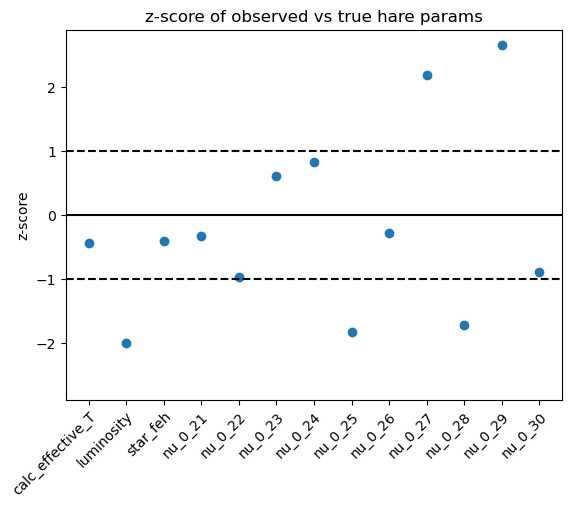 z-score of observed vs true hare params
z-score
2
1
0
−1
−2
calc_effective_T
luminosity
star_feh
nu_0_21
nu_0_22
nu_0_23
nu_0_24
nu_0_25
nu_0_26
nu_0_27
nu_0_28
nu_0_29
nu_0_30